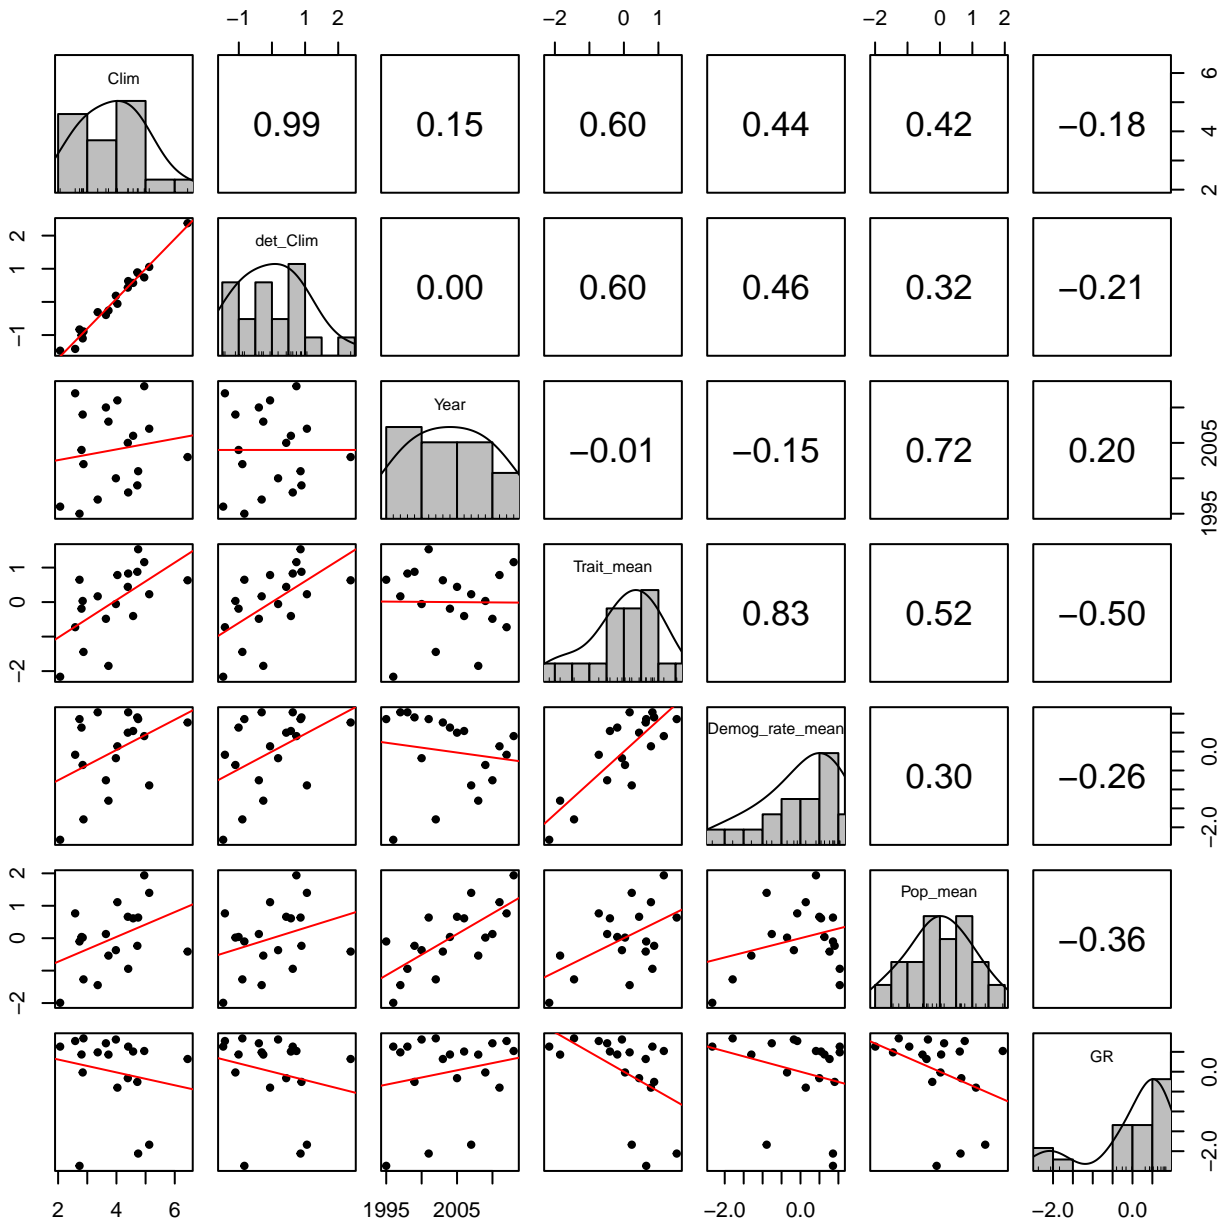 −1 1 2 −2 0 1 −2 0 2
Clim 0.99 0.15 0.60 0.44 0.42 −0.18 2 4 6
−1 1 2 det_Clim 0.00 0.60 0.46 0.32 −0.21
Year −0.01 −0.15 0.72 0.20 1995 2005
−2 0 1 Trait_mean 0.83 0.52 −0.50
Demog_rate_mean 0.30 −0.26 −2.0 0.0
−2 0 1 2 Pop_mean −0.36
GR −2.0 0.0
2 4 6 1995 2005 −2.0 0.0 −2.0 0.0